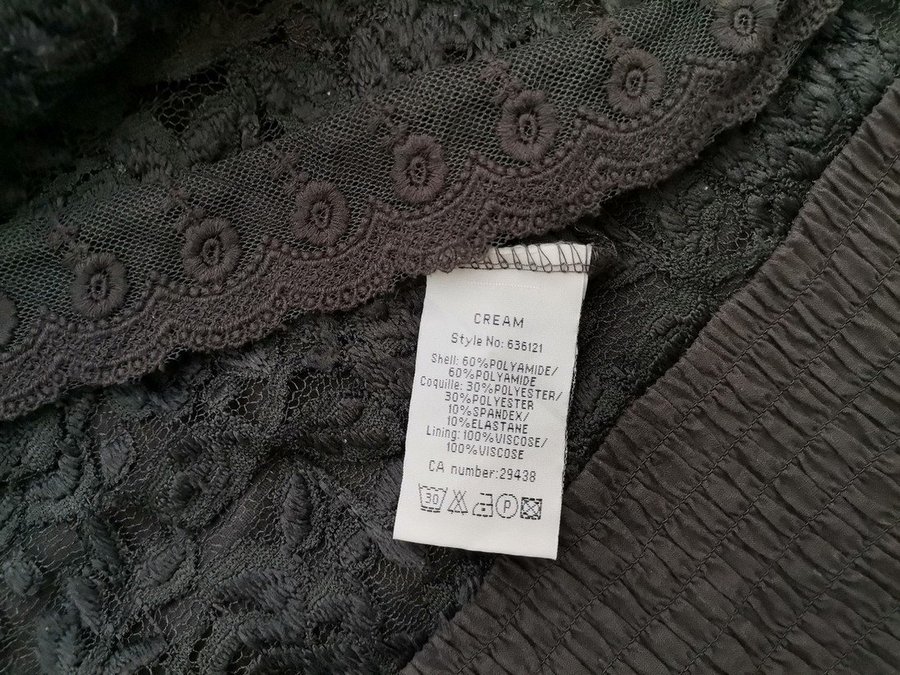 CREAM
Style No: 636121
Shell: 60%POLYAMIDE/
60%POLYAMIDE
Coquille: 30%POLYESTER/
30%POLYESTER
10%SPANDEX/
10%ELASTANE
Lining: 100%VISCOSE/
100%VISCOSE
CA number:29438
30 P